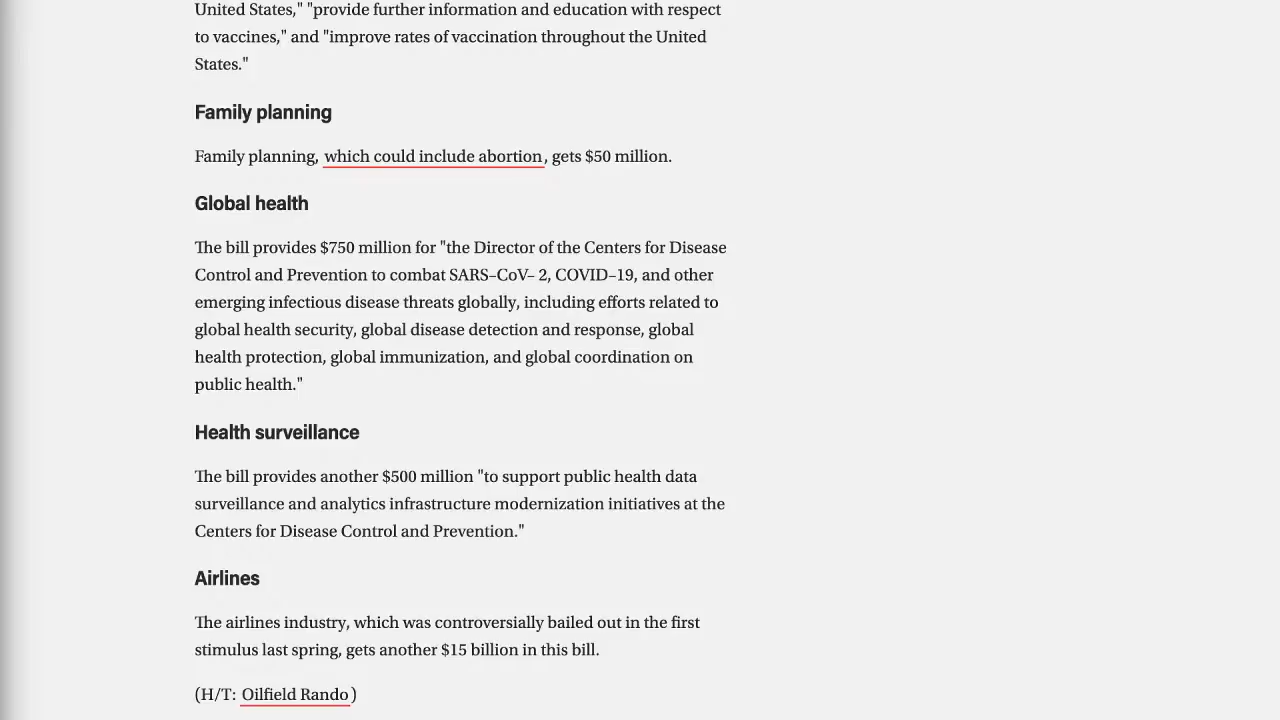 United States," "provide further information and education with respect
to vaccines," and "improve rates of vaccination throughout the United
States."
Family planning
Family planning, which could include abortion, gets $50 million.
Global health
The bill provides $750 million for "the Director of the Centers for Disease
Control and Prevention to combat SARS–CoV– 2, COVID–19, and other
emerging infectious disease threats globally, including efforts related to
global health security, global disease detection and response, global
health protection, global immunization, and global coordination on
public health."
Health surveillance
The bill provides another $500 million "to support public health data
surveillance and analytics infrastructure modernization initiatives at the
Centers for Disease Control and Prevention."
Airlines
The airlines industry, which was controversially bailed out in the first
stimulus last spring, gets another $15 billion in this bill.
(H/T: Oilfield Rando)